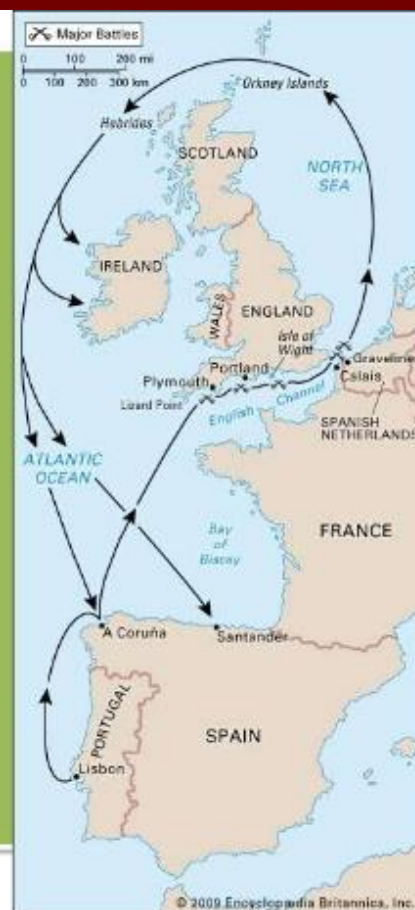 Major Battles
0 100 200 mi
0 100 200 300 km
Orkney Islands
Hebrides
SCOTLAND
NORTH
SEA
IRELAND
WALES
ENGLAND
Isle of
Wight
Portland
Plymouth
Gravelines
Calais
Lizard Point
English Channel
SPANISH
NETHERLANDS
ATLANTIC
OCEAN
Bay
of
Biscay
FRANCE
A Coruña
Santander
PORTUGAL
SPAIN
Lisbon
© 2009 Encyclopædia Britannica, Inc.